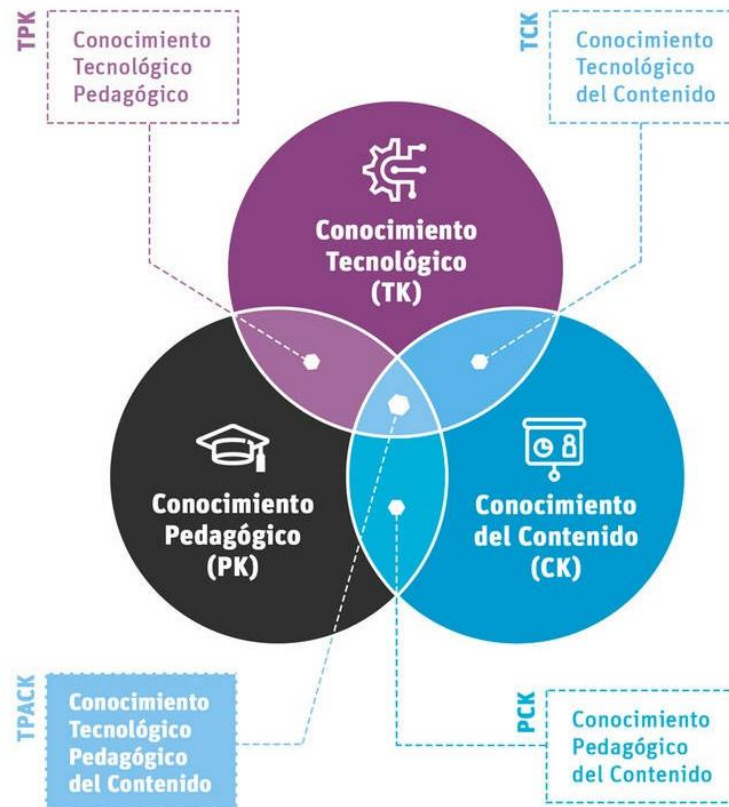 TPK
Conocimiento
Tecnológico
Pedagógico
TCK
Conocimiento
Tecnológico
del Contenido
Conocimiento
Tecnológico
(TK)
Conocimiento
Pedagógico
(PK)
Conocimiento
del Contenido
(CK)
TPACK
Conocimiento
Tecnológico
Pedagógico
del Contenido
PCK
Conocimiento
Pedagógico
del Contenido